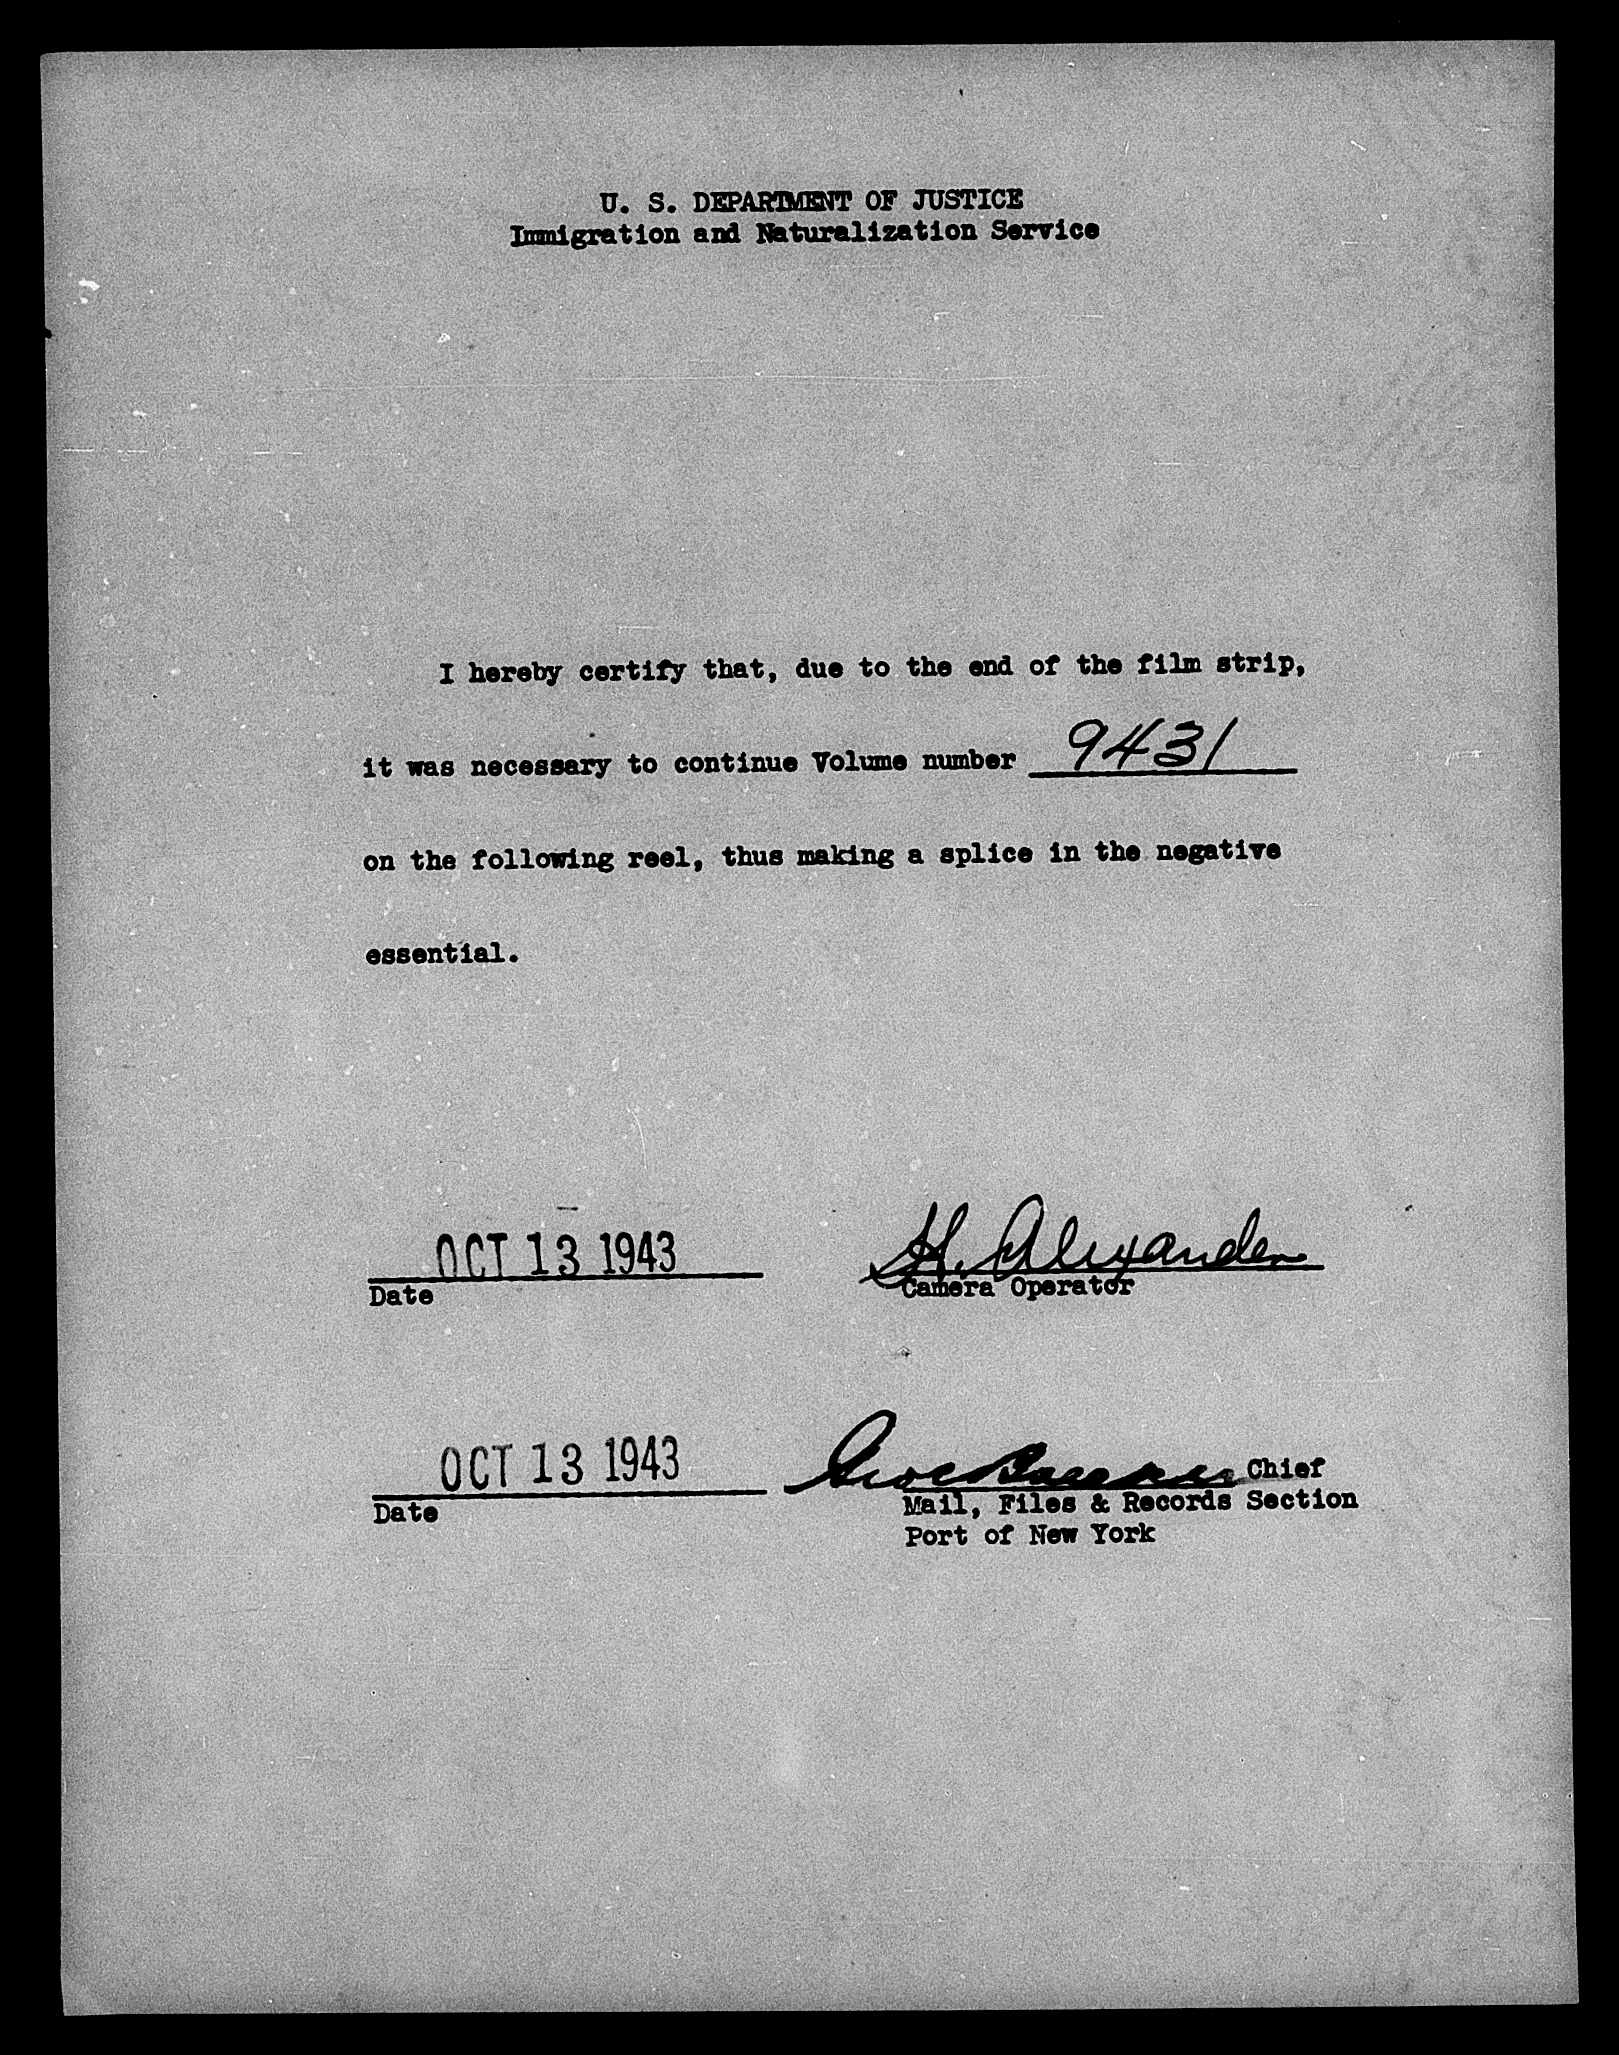 U. S. DEPARTMENT OF JUSTICE
Immigration and Naturalization Service
I hereby certify that, due to the end of the film strip,
it was necessary to continue Volume number 9431
on the following reel, thus making a splice in the negative
essential.
OCT 13 1943 H. Alexander
Date Camera Operator
OCT 13 1943 Chief
Date Mail, Files & Records Section
Port of New York